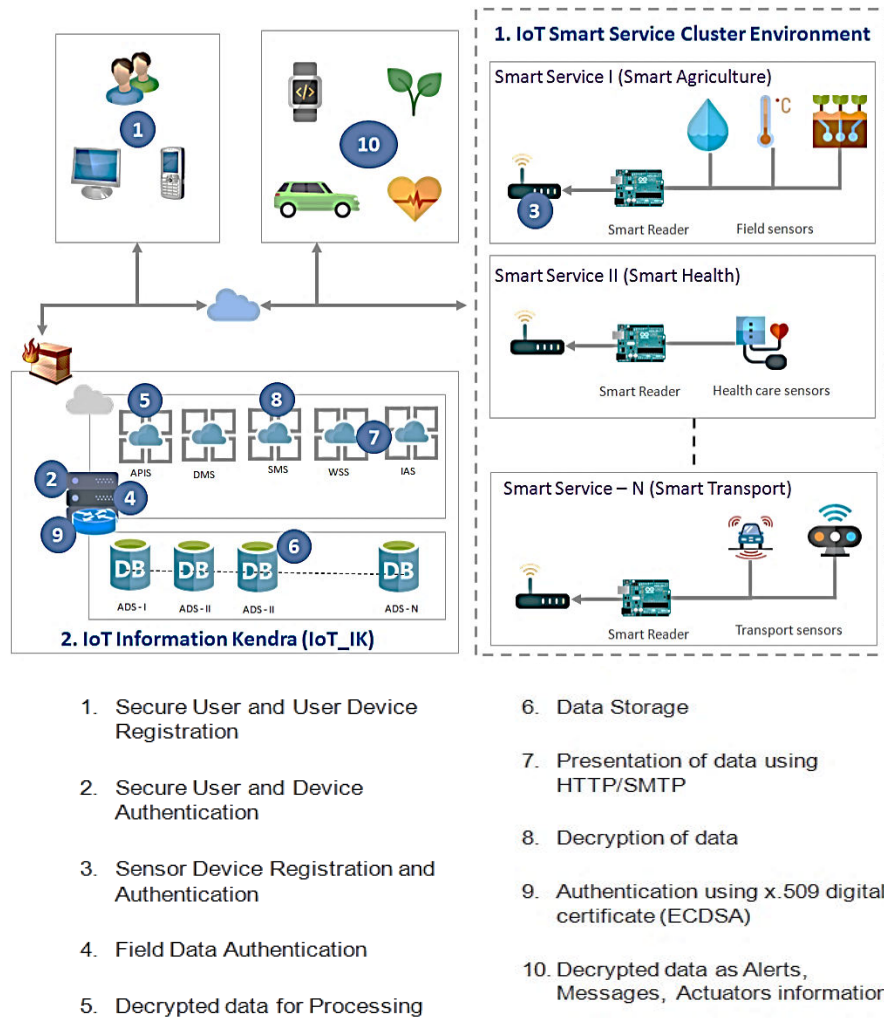 1
10
</>
1. IoT Smart Service Cluster Environment
Smart Service I (Smart Agriculture)
°C
3
Smart Reader
Field sensors
Smart Service II (Smart Health)
Smart Reader
Health care sensors
Smart Service – N (Smart Transport)
Smart Reader
Transport sensors
5
8
7
APIS
DMS
SMS
WSS
IAS
2
4
9
6
DB
DB
DB
DB
ADS - I
ADS - II
ADS - II
ADS - N
2. IoT Information Kendra (IoT_IK)
1. Secure User and User Device
Registration
2. Secure User and Device
Authentication
3. Sensor Device Registration and
Authentication
4. Field Data Authentication
5. Decrypted data for Processing
6. Data Storage
7. Presentation of data using
HTTP/SMTP
8. Decryption of data
9. Authentication using x.509 digital
certificate (ECDSA)
10. Decrypted data as Alerts,
Messages, Actuators information